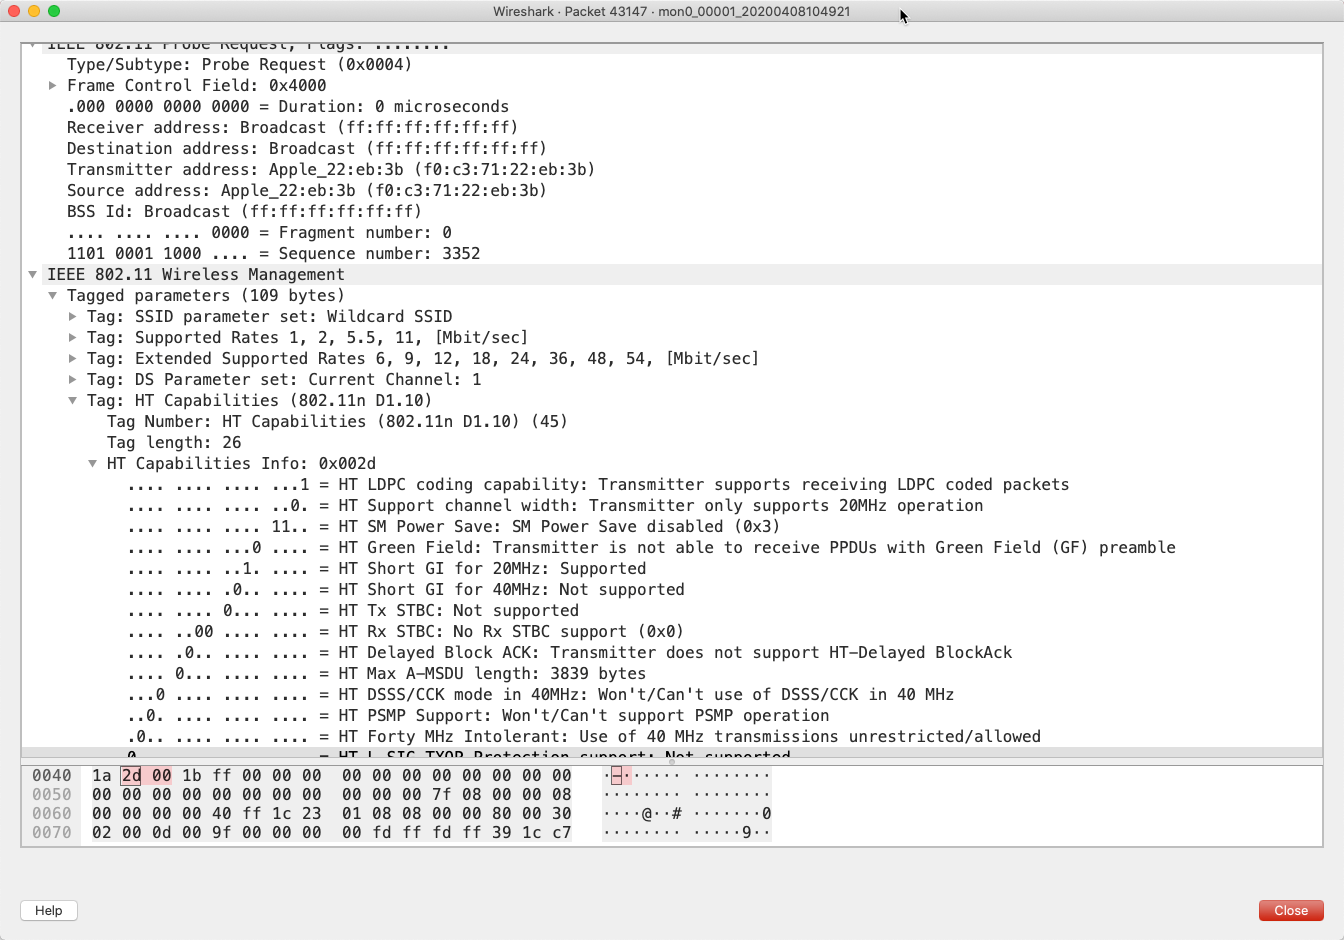 Wireshark · Packet 43147 · mon0_00001_20200408104921
IEEE 802.11 Probe Request, Flags: ........
Type/Subtype: Probe Request (0x0004)
Frame Control Field: 0x4000
.000 0000 0000 0000 = Duration: 0 microseconds
Receiver address: Broadcast (ff:ff:ff:ff:ff:ff)
Destination address: Broadcast (ff:ff:ff:ff:ff:ff)
Transmitter address: Apple_22:eb:3b (f0:c3:71:22:eb:3b)
Source address: Apple_22:eb:3b (f0:c3:71:22:eb:3b)
BSS Id: Broadcast (ff:ff:ff:ff:ff:ff)
.... .... .... 0000 = Fragment number: 0
1101 0001 1000 .... = Sequence number: 3352
IEEE 802.11 Wireless Management
Tagged parameters (109 bytes)
Tag: SSID parameter set: Wildcard SSID
Tag: Supported Rates 1, 2, 5.5, 11, [Mbit/sec]
Tag: Extended Supported Rates 6, 9, 12, 18, 24, 36, 48, 54, [Mbit/sec]
Tag: DS Parameter set: Current Channel: 1
Tag: HT Capabilities (802.11n D1.10)
Tag Number: HT Capabilities (802.11n D1.10) (45)
Tag length: 26
HT Capabilities Info: 0x002d
.... .... .... ...1 = HT LDPC coding capability: Transmitter supports receiving LDPC coded packets
.... .... .... ..0. = HT Support channel width: Transmitter only supports 20MHz operation
.... .... .... 11.. = HT SM Power Save: SM Power Save disabled (0x3)
.... .... ...0 .... = HT Green Field: Transmitter is not able to receive PPDUs with Green Field (GF) preamble
.... .... ..1. .... = HT Short GI for 20MHz: Supported
.... .... .0.. .... = HT Short GI for 40MHz: Not supported
.... .... 0... .... = HT Tx STBC: Not supported
.... ..00 .... .... = HT Rx STBC: No Rx STBC support (0x0)
.... .0.. .... .... = HT Delayed Block ACK: Transmitter does not support HT-Delayed BlockAck
.... 0... .... .... = HT Max A-MSDU length: 3839 bytes
...0 .... .... .... = HT DSSS/CCK mode in 40MHz: Won't/Can't use of DSSS/CCK in 40 MHz
..0. .... .... .... = HT PSMP Support: Won't/Can't support PSMP operation
.0.. .... .... .... = HT Forty MHz Intolerant: Use of 40 MHz transmissions unrestricted/allowed
0... .... .... .... = HT L-SIG TXOP Protection support: Not supported
0040 1a 2d 00 1b ff 00 00 00 00 00 00 00 00 00 00 00 ·-······ ········
0050 00 00 00 00 00 00 00 00 00 00 00 7f 08 00 00 08 ········ ········
0060 00 00 00 00 40 ff 1c 23 01 08 08 00 00 80 00 30 ····@··# ·······0
0070 02 00 0d 00 9f 00 00 00 00 fd ff fd ff 39 1c c7 ········ ·····9··
Help
Close